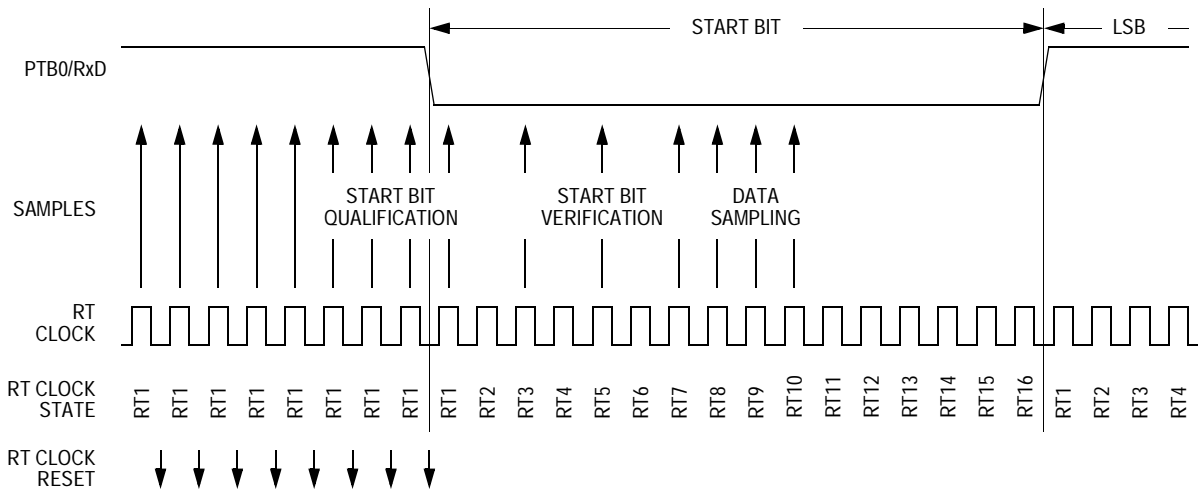 START BIT
LSB
PTB0/RxD
SAMPLES
START BIT
QUALIFICATION
START BIT
VERIFICATION
DATA
SAMPLING
RT
CLOCK
RT CLOCK
STATE
RT1 RT1 RT1 RT1 RT1 RT1 RT1 RT1 RT1 RT2 RT3 RT4 RT5 RT6 RT7 RT8 RT9 RT10 RT11 RT12 RT13 RT14 RT15 RT16 RT1 RT2 RT3 RT4
RT CLOCK
RESET